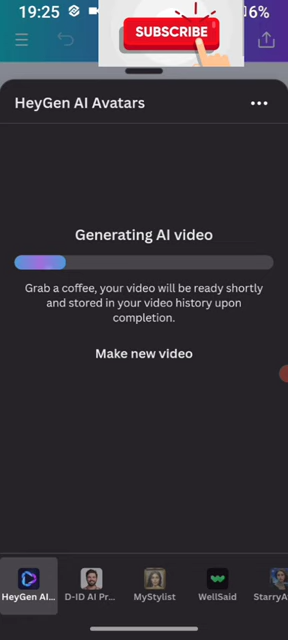 19:25
6%
SUBSCRIBE
HeyGen AI Avatars
Generating AI video
Grab a coffee, your video will be ready shortly
and stored in your video history upon
completion.
Make new video
HeyGen AI... D-ID AI Pr... MyStylist WellSaid StarryA